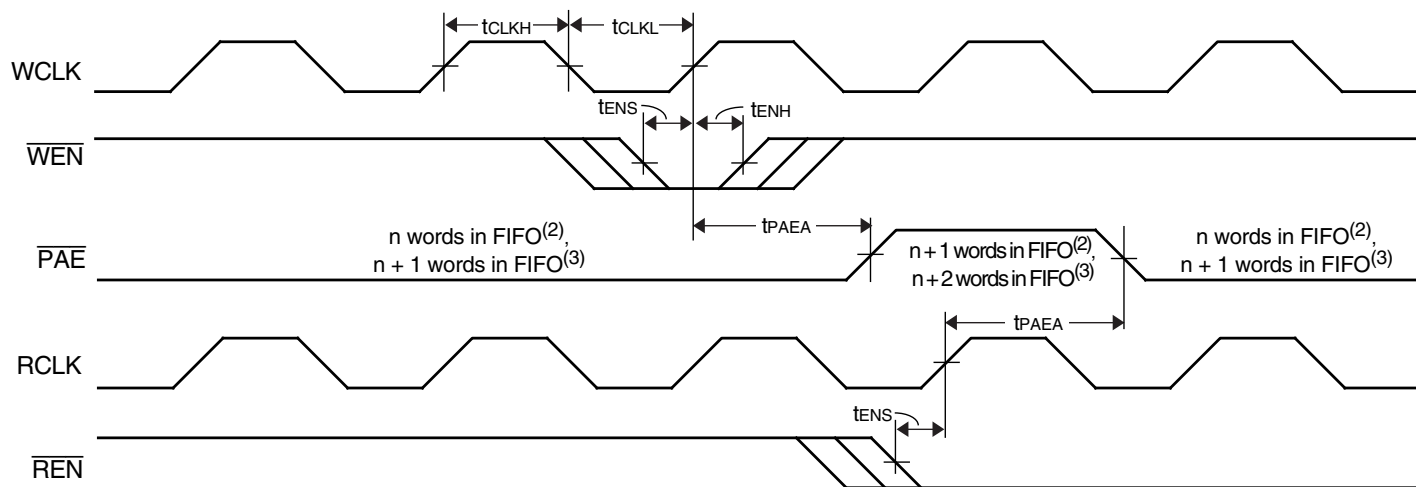 tCLKH
tCLKL
WCLK
tENS
tENH
WEN
tPAEA
n words in FIFO(2),
n + 1 words in FIFO(3)
PAE
n + 1 words in FIFO(2),
n + 2 words in FIFO(3)
n words in FIFO(2),
n + 1 words in FIFO(3)
tPAEA
RCLK
tENS
REN